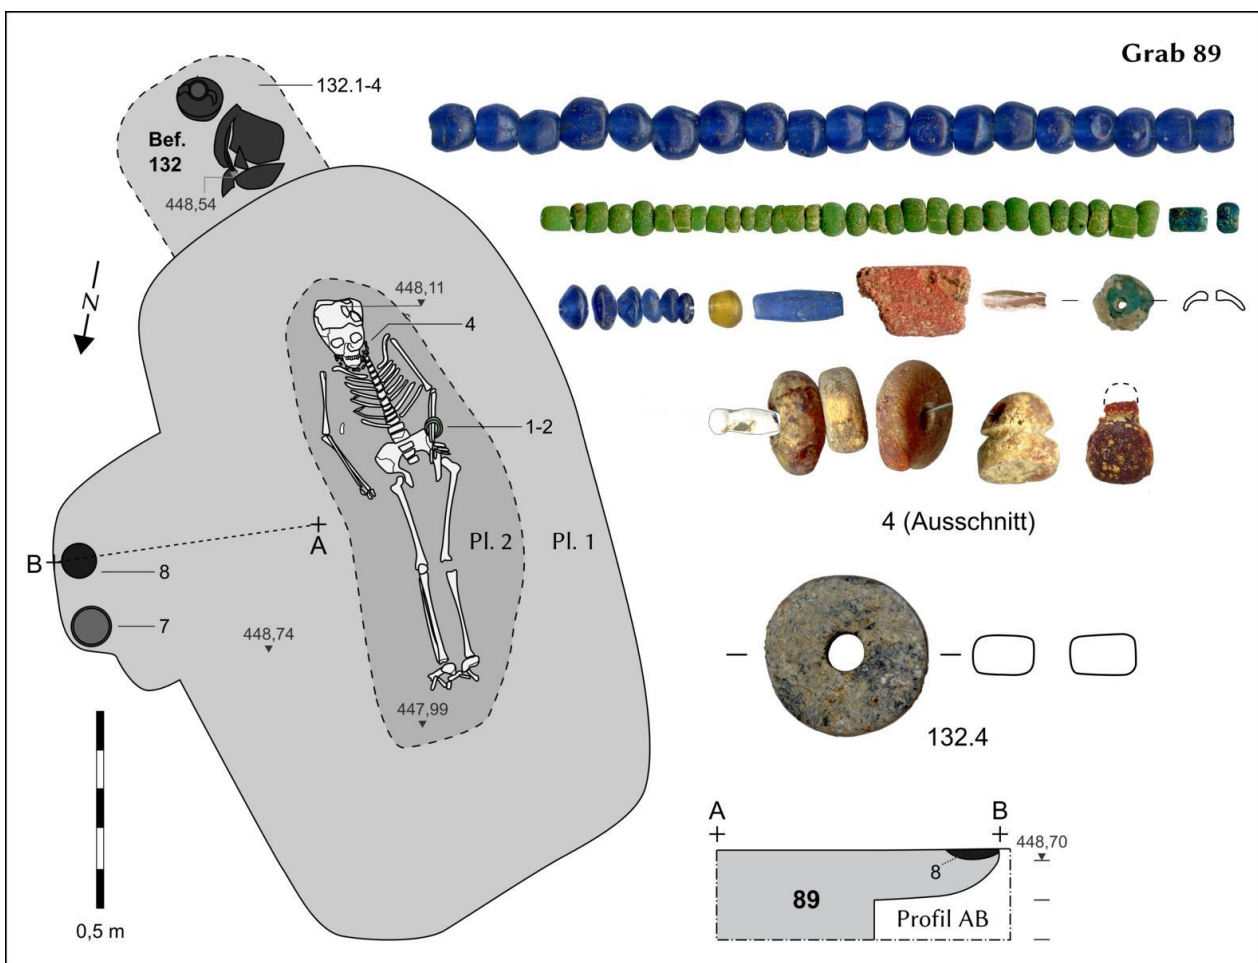 Grab 89
132.1-4
Bef.
132
448,54
N
448,11
4
1-2
Pl. 2
Pl. 1
A
B
8
7
448,74
447,99
0,5 m
4 (Ausschnitt)
132.4
A
B
448,70
8
89
Profil AB